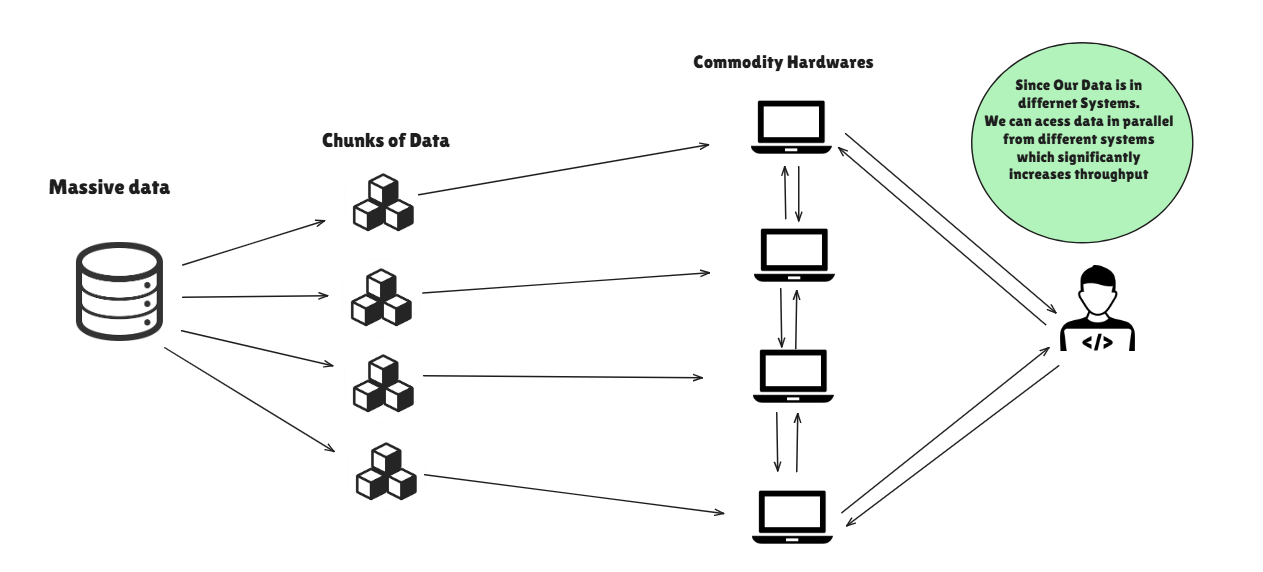 Commodity Hardwares
Since Our Data is in
differnet Systems.
We can acess data in parallel
from different systems
which significantly
increases throughput
Chunks of Data
Massive data
</>